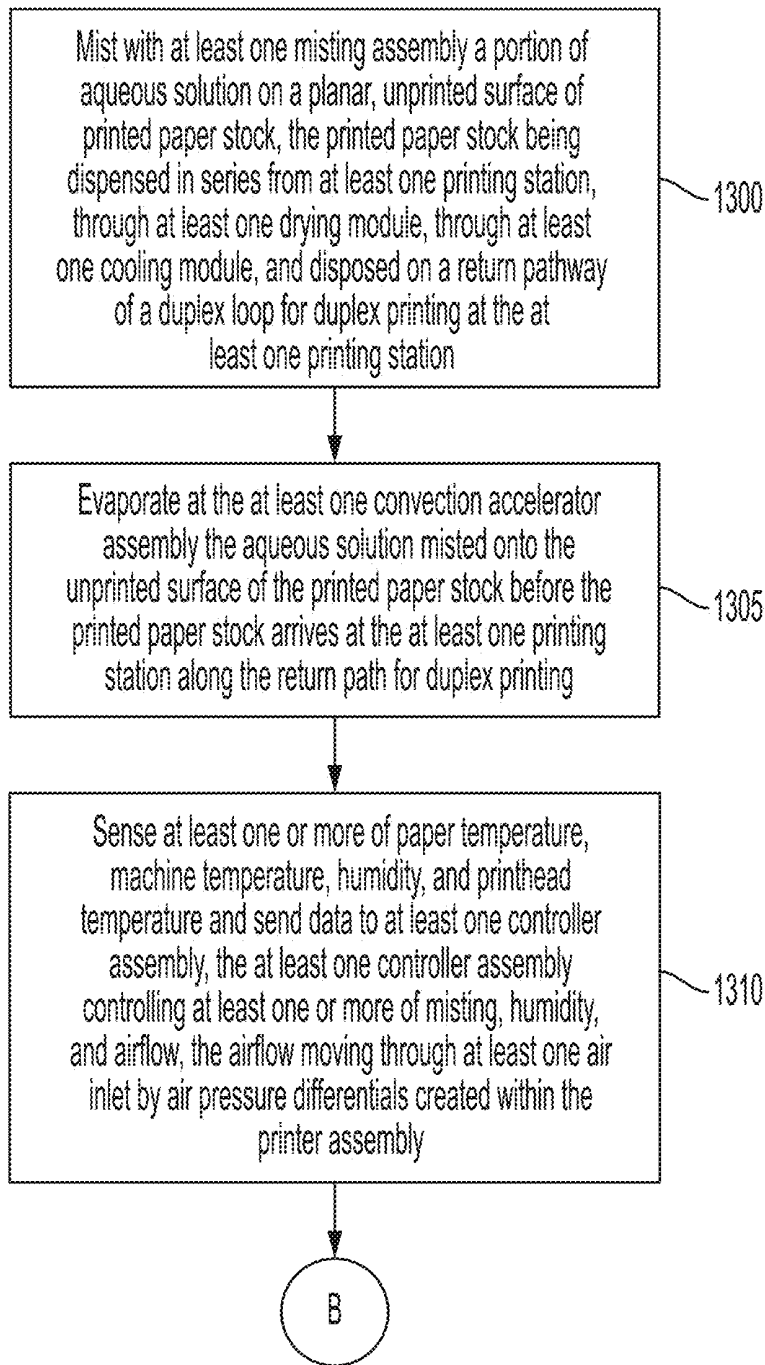 Mist with at least one misting assembly a portion of
aqueous solution on a planar, unprinted surface of
printed paper stock, the printed paper stock being
dispensed in series from at least one printing station,
through at least one drying module, through at least
one cooling module, and disposed on a return pathway
of a duplex loop for duplex printing at the at
least one printing station
1300
Evaporate at the at least one convection accelerator
assembly the aqueous solution misted onto the
unprinted surface of the printed paper stock before the
printed paper stock arrives at the at least one printing
station along the return path for duplex printing
1305
Sense at least one or more of paper temperature,
machine temperature, humidity, and printhead
temperature and send data to at least one controller
assembly, the at least one controller assembly
controlling at least one or more of misting, humidity,
and airflow, the airflow moving through at least one air
inlet by air pressure differentials created within the
printer assembly
1310
B